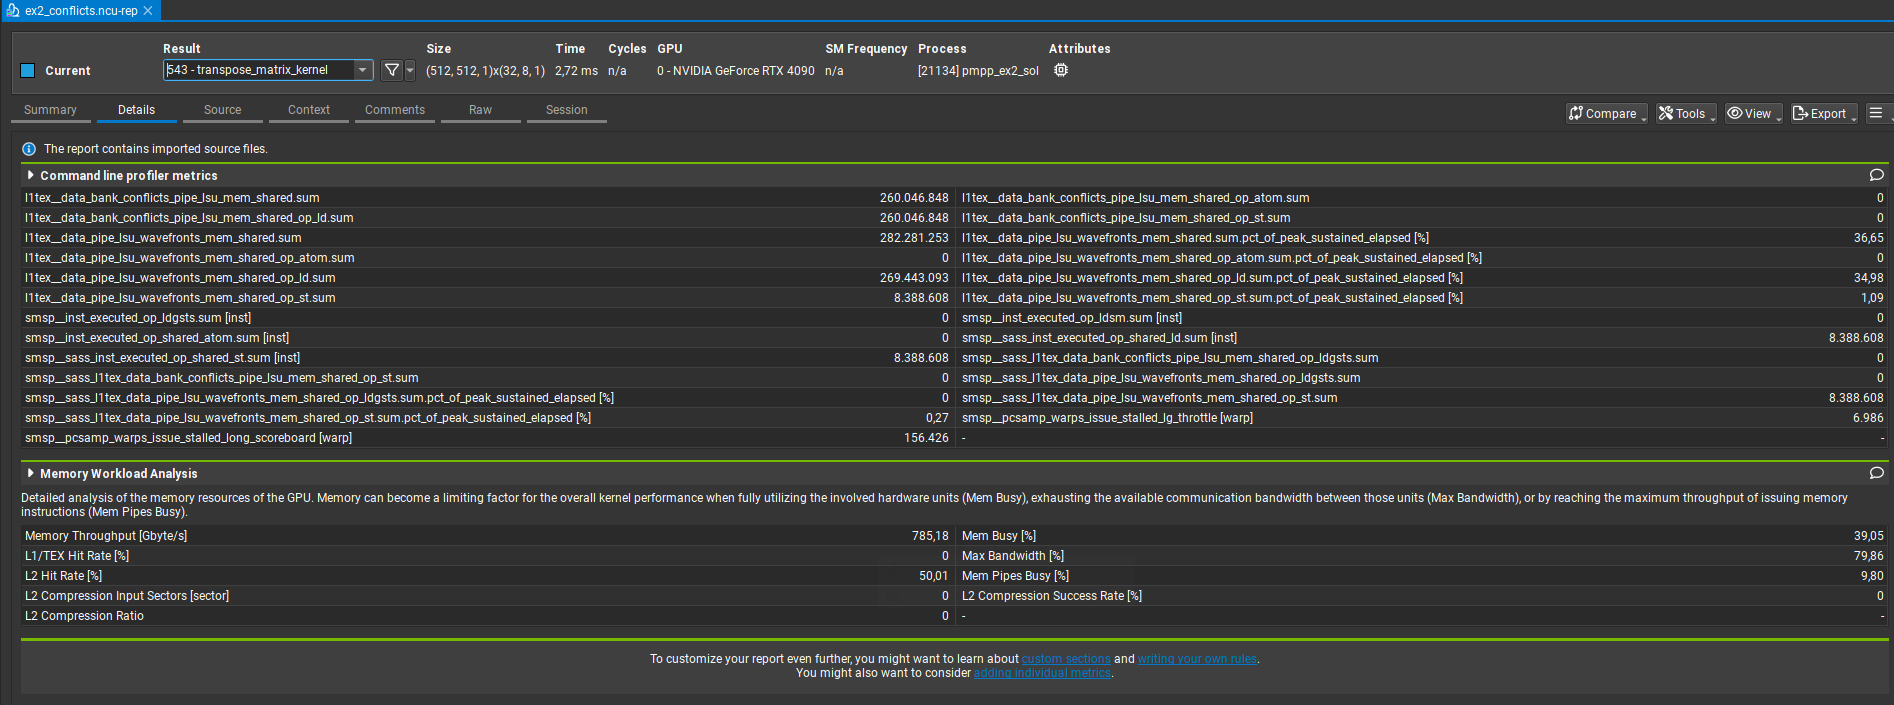 ex2_conflicts.ncu-rep
Result Size Time Cycles GPU SM Frequency Process Attributes
Current 543 - transpose_matrix_kernel (512, 512, 1)x(32, 8, 1) 2,72 ms n/a 0 - NVIDIA GeForce RTX 4090 n/a [21134] pmpp_ex2_sol
Summary Details Source Context Comments Raw Session Compare Tools View Export
The report contains imported source files.
Command line profiler metrics
l1tex__data_bank_conflicts_pipe_lsu_mem_shared.sum 260.046.848 l1tex__data_bank_conflicts_pipe_lsu_mem_shared_op_atom.sum 0
l1tex__data_bank_conflicts_pipe_lsu_mem_shared_op_ld.sum 260.046.848 l1tex__data_bank_conflicts_pipe_lsu_mem_shared_op_st.sum 0
l1tex__data_pipe_lsu_wavefronts_mem_shared.sum 282.281.253 l1tex__data_pipe_lsu_wavefronts_mem_shared.sum.pct_of_peak_sustained_elapsed [%] 36,65
l1tex__data_pipe_lsu_wavefronts_mem_shared_op_atom.sum 0 l1tex__data_pipe_lsu_wavefronts_mem_shared_op_atom.sum.pct_of_peak_sustained_elapsed [%] 0
l1tex__data_pipe_lsu_wavefronts_mem_shared_op_ld.sum 269.443.093 l1tex__data_pipe_lsu_wavefronts_mem_shared_op_ld.sum.pct_of_peak_sustained_elapsed [%] 34,98
l1tex__data_pipe_lsu_wavefronts_mem_shared_op_st.sum 8.388.608 l1tex__data_pipe_lsu_wavefronts_mem_shared_op_st.sum.pct_of_peak_sustained_elapsed [%] 1,09
smsp__inst_executed_op_ldgsts.sum [inst] 0 smsp__inst_executed_op_ldsm.sum [inst] 0
smsp__inst_executed_op_shared_atom.sum [inst] 0 smsp__sass_inst_executed_op_shared_ld.sum [inst] 8.388.608
smsp__sass_inst_executed_op_shared_st.sum [inst] 8.388.608 smsp__sass_l1tex_data_bank_conflicts_pipe_lsu_mem_shared_op_ldgsts.sum 0
smsp__sass_l1tex_data_bank_conflicts_pipe_lsu_mem_shared_op_st.sum 0 smsp__sass_l1tex_data_pipe_lsu_wavefronts_mem_shared_op_ldgsts.sum 0
smsp__sass_l1tex_data_pipe_lsu_wavefronts_mem_shared_op_ldgsts.sum.pct_of_peak_sustained_elapsed [%] 0 smsp__sass_l1tex_data_pipe_lsu_wavefronts_mem_shared_op_st.sum 8.388.608
smsp__sass_l1tex_data_pipe_lsu_wavefronts_mem_shared_op_st.sum.pct_of_peak_sustained_elapsed [%] 0,27 smsp__pcsamp_warps_issue_stalled_lg_throttle [warp] 6.986
smsp__pcsamp_warps_issue_stalled_long_scoreboard [warp] 156.426 - -
Memory Workload Analysis
Detailed analysis of the memory resources of the GPU. Memory can become a limiting factor for the overall kernel performance when fully utilizing the involved hardware units (Mem Busy), exhausting the available communication bandwidth between those units (Max Bandwidth), or by reaching the maximum throughput of issuing memory
instructions (Mem Pipes Busy).
Memory Throughput [Gbyte/s] 785,18 Mem Busy [%] 39,05
L1/TEX Hit Rate [%] 0 Max Bandwidth [%] 79,86
L2 Hit Rate [%] 50,01 Mem Pipes Busy [%] 9,80
L2 Compression Input Sectors [sector] 0 L2 Compression Success Rate [%] 0
L2 Compression Ratio 0 - -
To customize your report even further, you might want to learn about custom sections and writing your own rules.
You might also want to consider adding individual metrics.